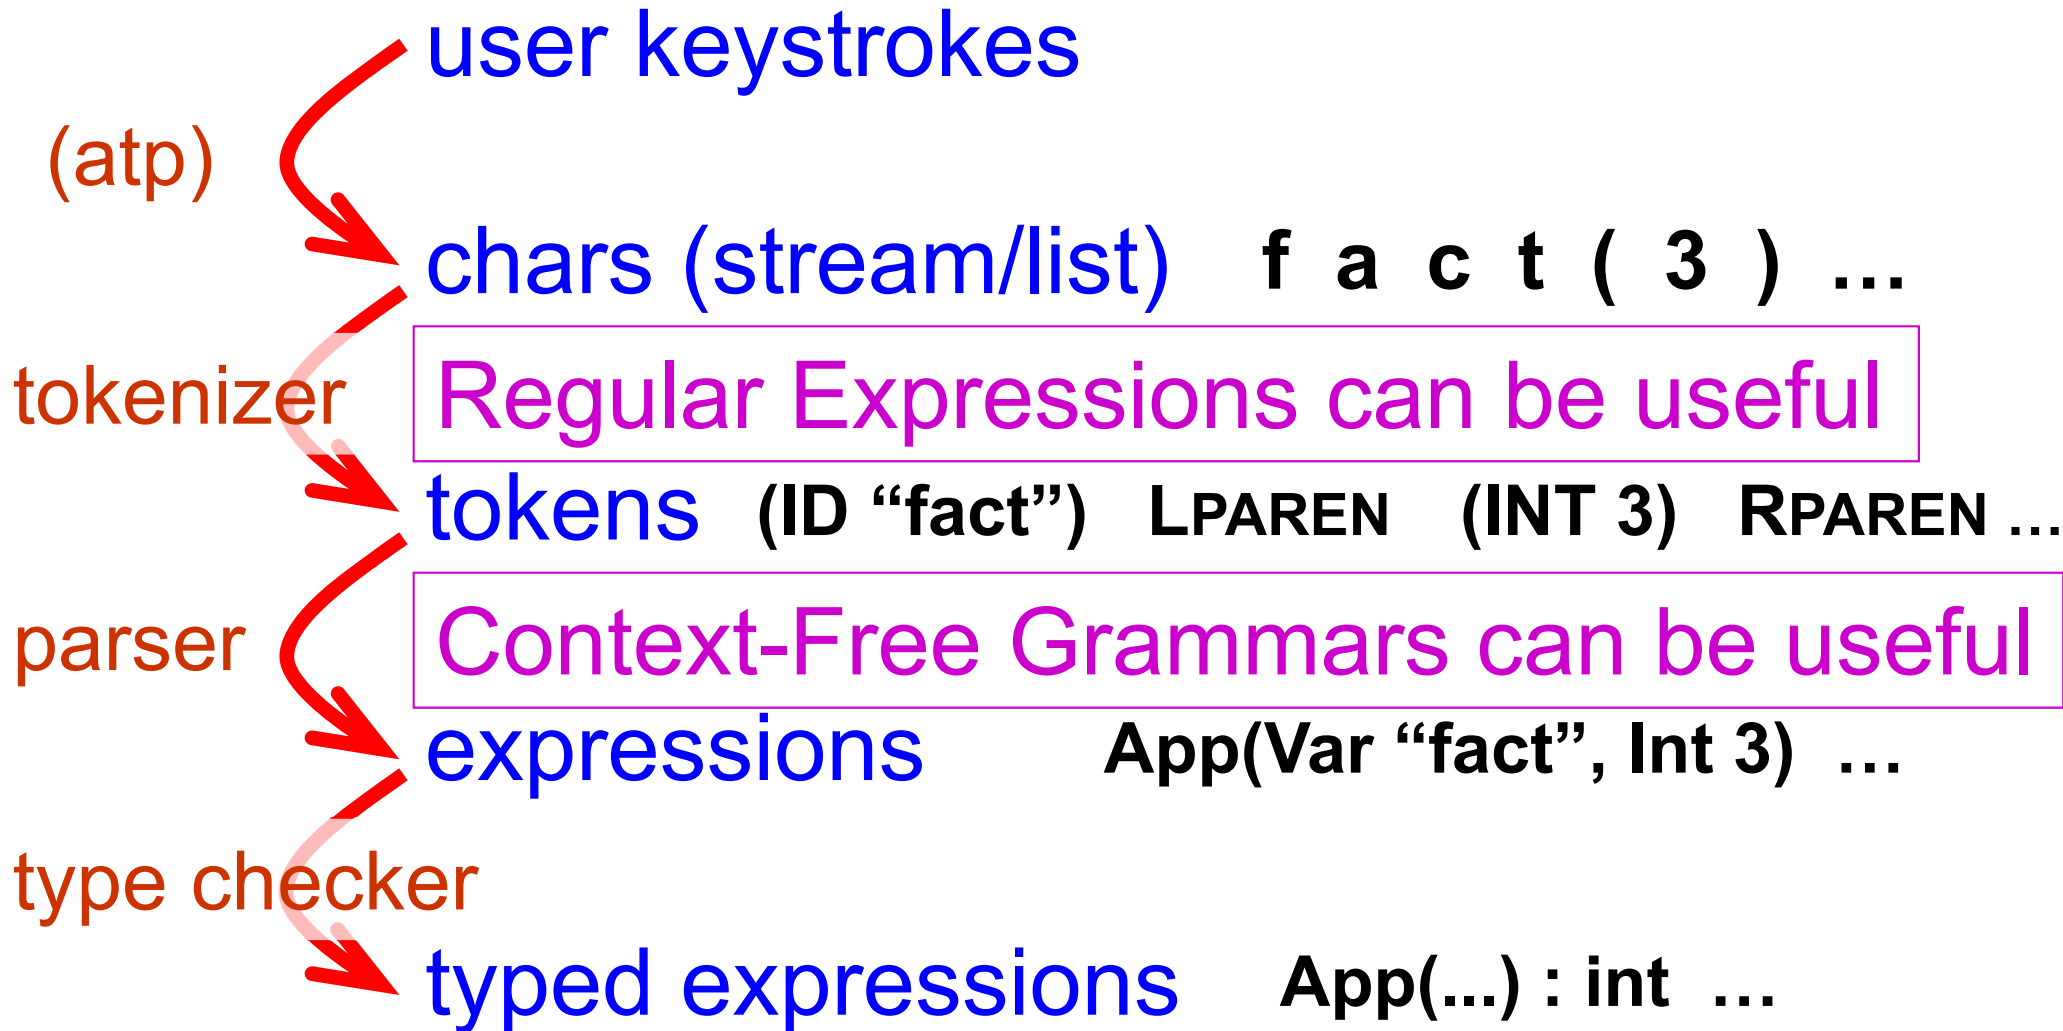 user keystrokes
(atp)
chars (stream/list) f a c t ( 3 ) …
tokenizer Regular Expressions can be useful
tokens (ID “fact”) LPAREN (INT 3) RPAREN …
parser Context-Free Grammars can be useful
expressions App(Var “fact”, Int 3) …
type checker
typed expressions App(...) : int …